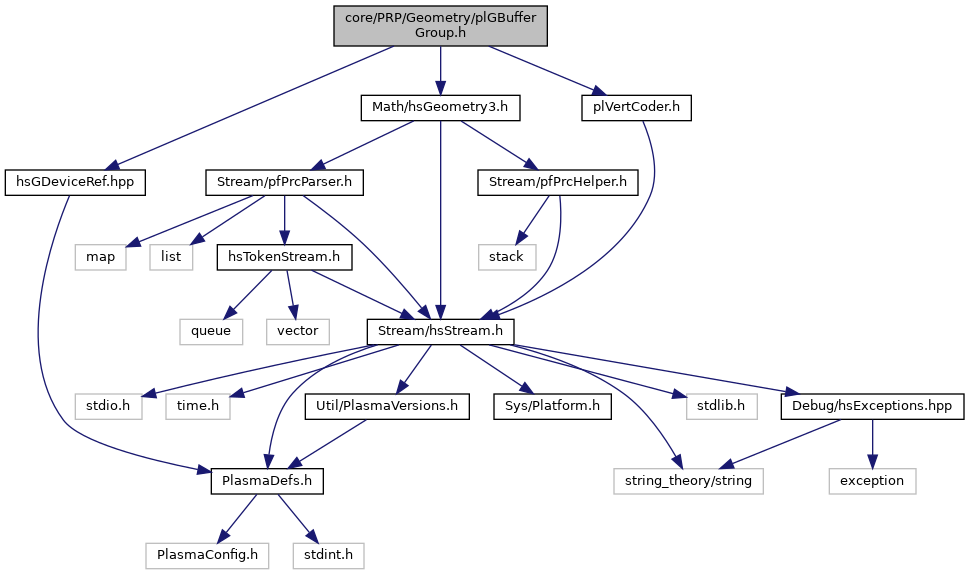 core/PRP/Geometry/plGBuffer
Group.h
Math/hsGeometry3.h
plVertCoder.h
hsGDeviceRef.hpp
Stream/pfPrcParser.h
Stream/pfPrcHelper.h
map
list
hsTokenStream.h
stack
queue
vector
Stream/hsStream.h
stdio.h
time.h
Util/PlasmaVersions.h
Sys/Platform.h
stdlib.h
Debug/hsExceptions.hpp
PlasmaDefs.h
string_theory/string
exception
PlasmaConfig.h
stdint.h